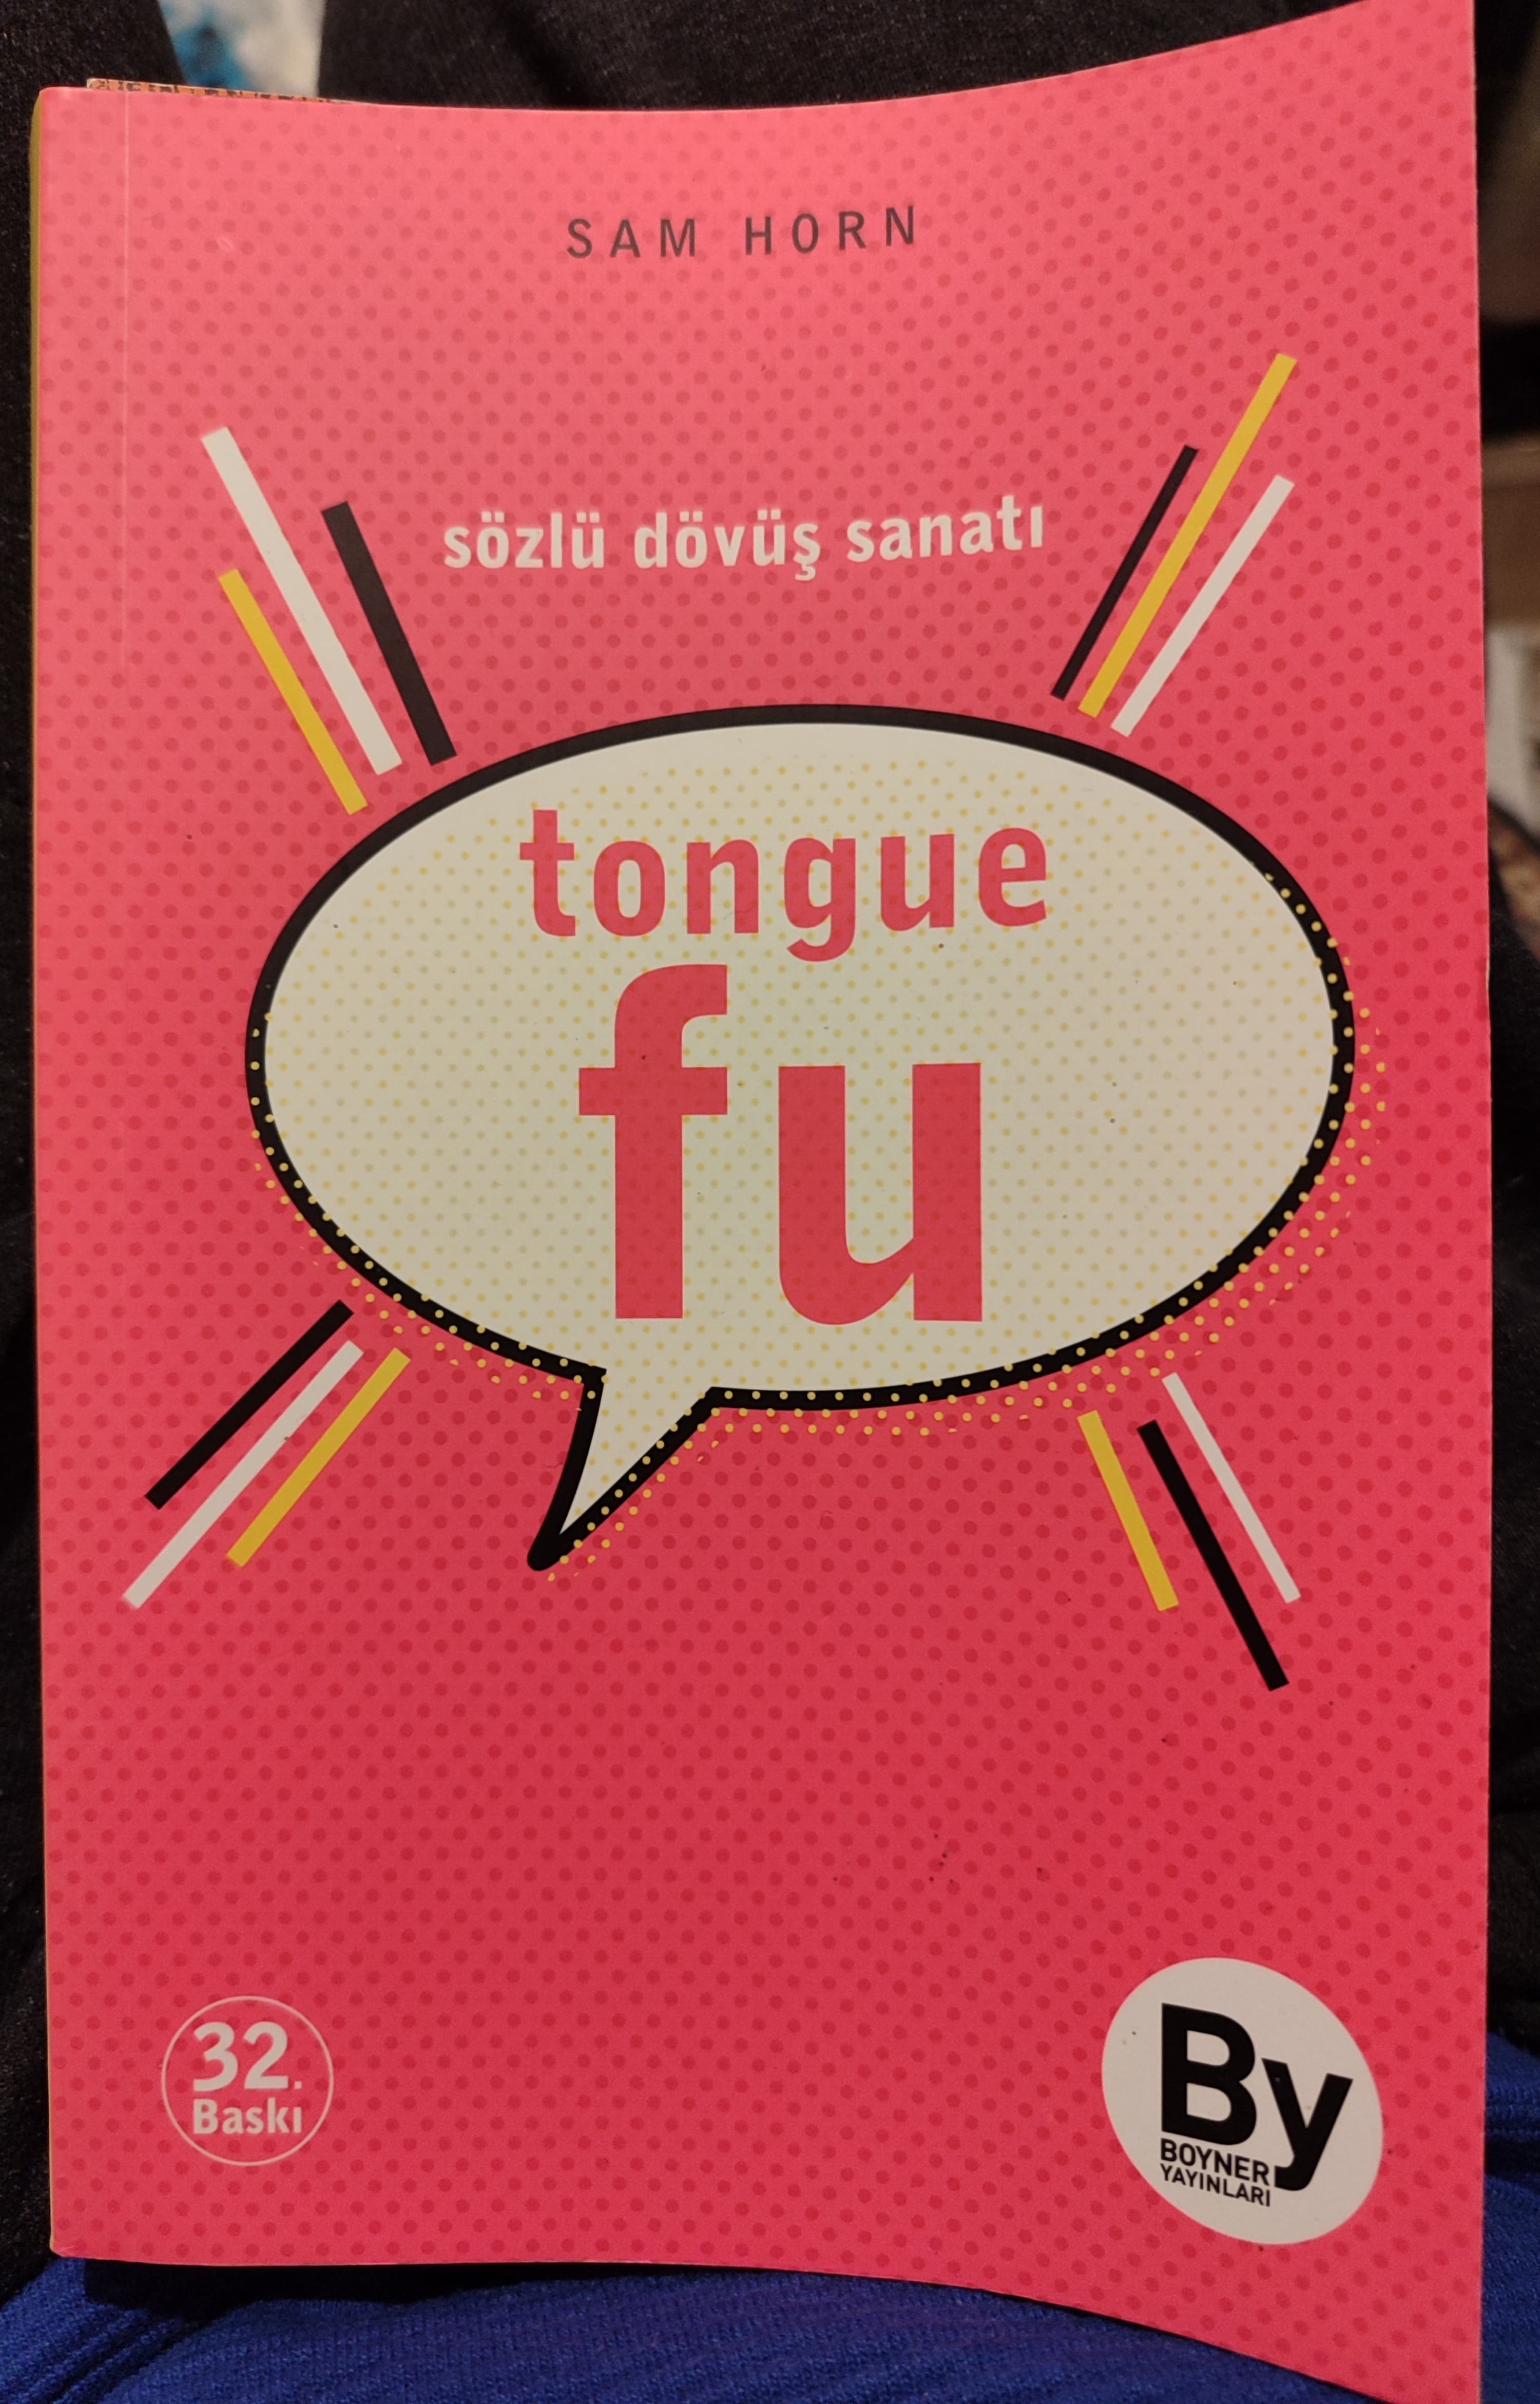 SAM HORN
sözlü dövüş sanatı
tongue
fu
32.
Baskı
By
BOYNER
YAYINLARI